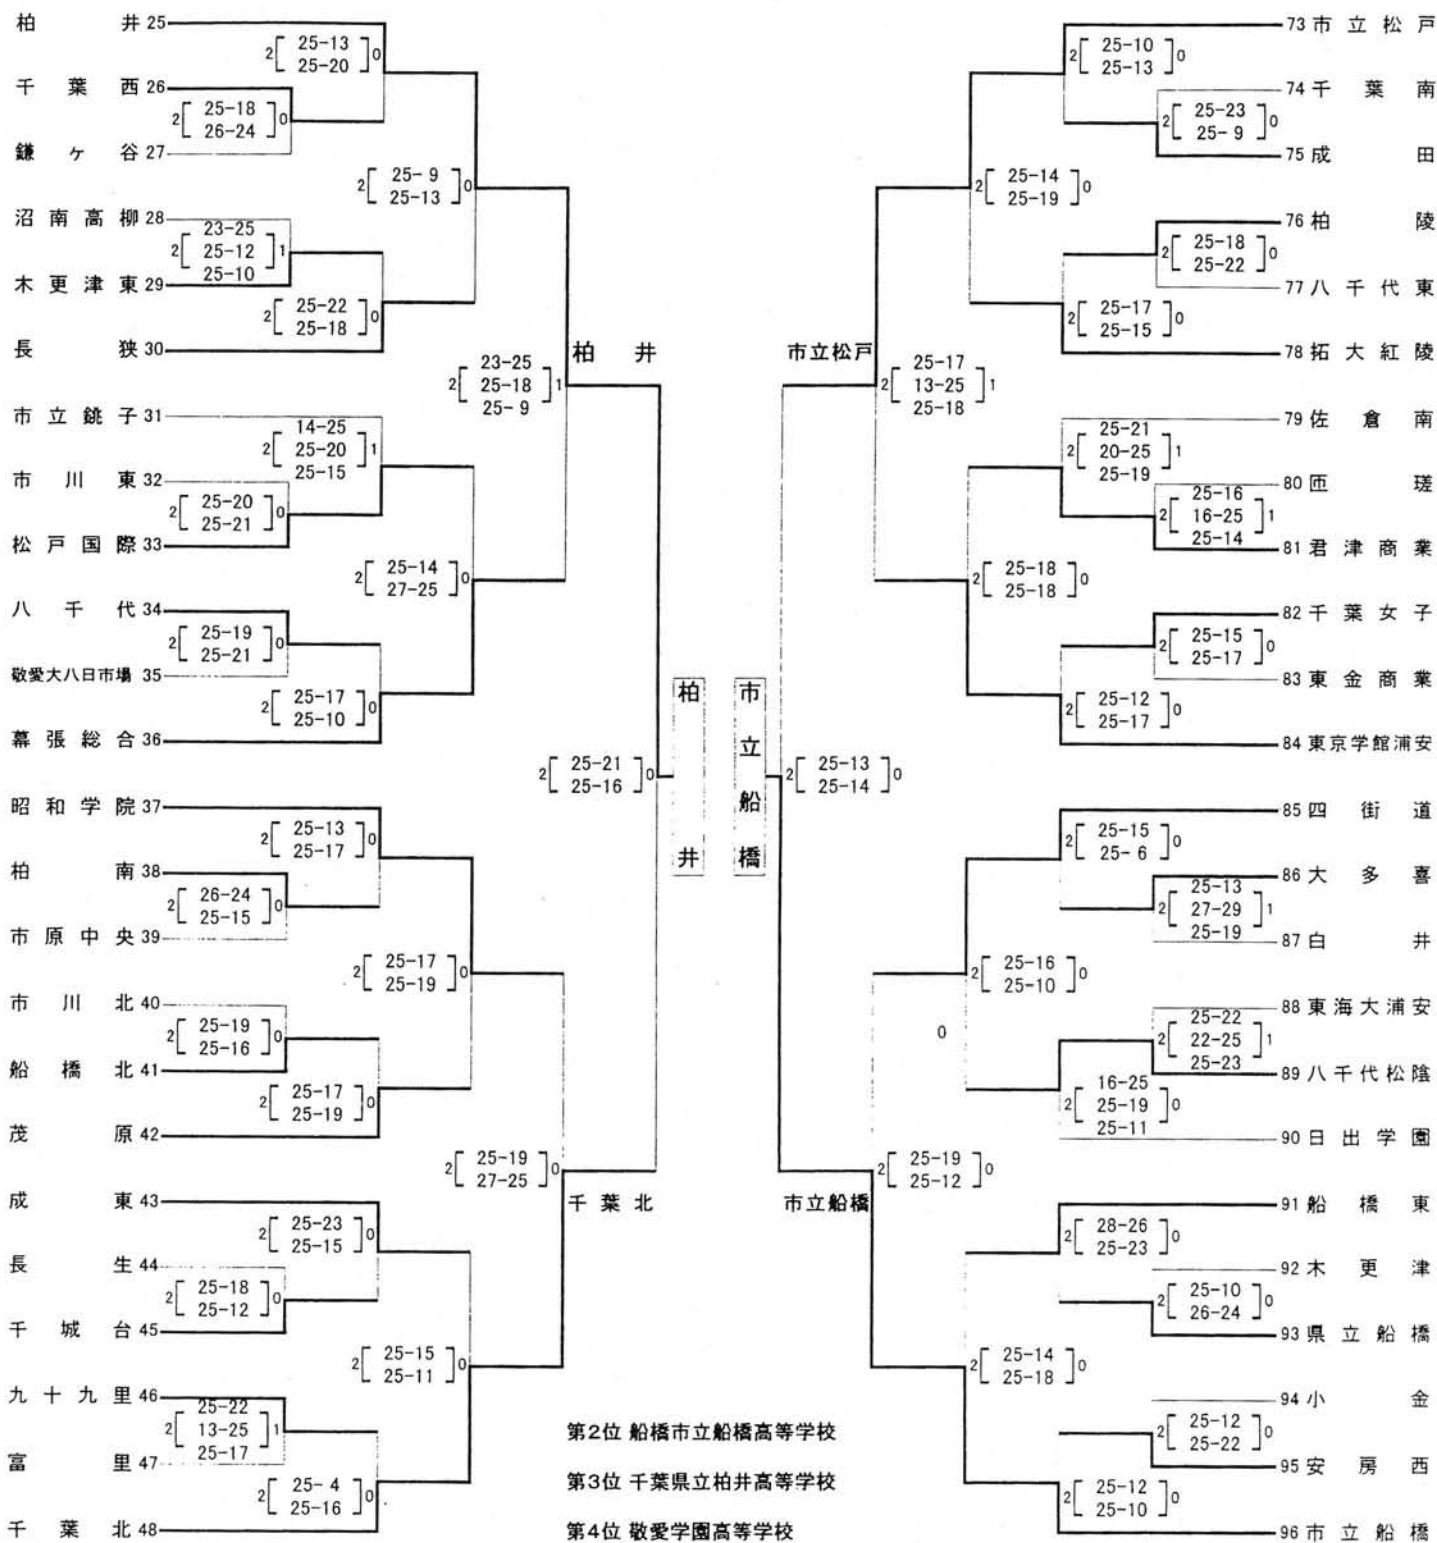 柏井 25
2[25-13 25-20]0
千葉西 26
2[25-18 26-24]0
鎌ヶ谷 27
2[25- 9 25-13]0
沼南高柳 28
2[23-25 25-12 25-10]1
木更津東 29
2[25-22 25-18]0
長狭 30
柏井
2[23-25 25-18 25- 9]1
市立銚子 31
2[14-25 25-20 25-15]1
市川東 32
2[25-20 25-21]0
松戸国際 33
2[25-14 27-25]0
八千代 34
2[25-19 25-21]0
敬愛大八日市場 35
2[25-17 25-10]0
幕張総合 36
2[25-21 25-16]0
柏井
昭和学院 37
2[25-13 25-17]0
柏南 38
2[26-24 25-15]0
市原中央 39
2[25-17 25-19]0
市川北 40
2[25-19 25-16]0
船橋北 41
2[25-17 25-19]0
茂原 42
2[25-19 27-25]0
千葉北
成東 43
2[25-23 25-15]0
長生 44
2[25-18 25-12]0
千城台 45
2[25-15 25-11]0
九十九里 46
2[25-22 13-25 25-17]1
富里 47
2[25- 4 25-16]0
千葉北 48
73 市立松戸
2[25-10 25-13]0
74 千葉南
2[25-23 25- 9]0
75 成田
2[25-14 25-19]0
76 柏陵
2[25-18 25-22]0
77 八千代東
2[25-17 25-15]0
78 拓大紅陵
市立松戸
2[25-17 13-25 25-18]1
79 佐倉南
2[25-21 20-25 25-19]1
80 匝瑳
2[25-16 16-25 25-14]1
81 君津商業
2[25-18 25-18]0
82 千葉女子
2[25-15 25-17]0
83 東金商業
2[25-12 25-17]0
84 東京学館浦安
市立船橋
2[25-13 25-14]0
85 四街道
2[25-15 25- 6]0
86 大多喜
2[25-13 27-29 25-19]1
87 白井
2[25-16 25-10]0
0
88 東海大浦安
2[25-22 22-25 25-23]1
89 八千代松陰
2[16-25 25-19 25-11]0
90 日出学園
2[25-19 25-12]0
市立船橋
91 船橋東
2[28-26 25-23]0
92 木更津
2[25-10 26-24]0
93 県立船橋
2[25-14 25-18]0
94 小金
2[25-12 25-22]0
95 安房西
2[25-12 25-10]0
96 市立船橋
第2位 船橋市立船橋高等学校
第3位 千葉県立柏井高等学校
第4位 敬愛学園高等学校